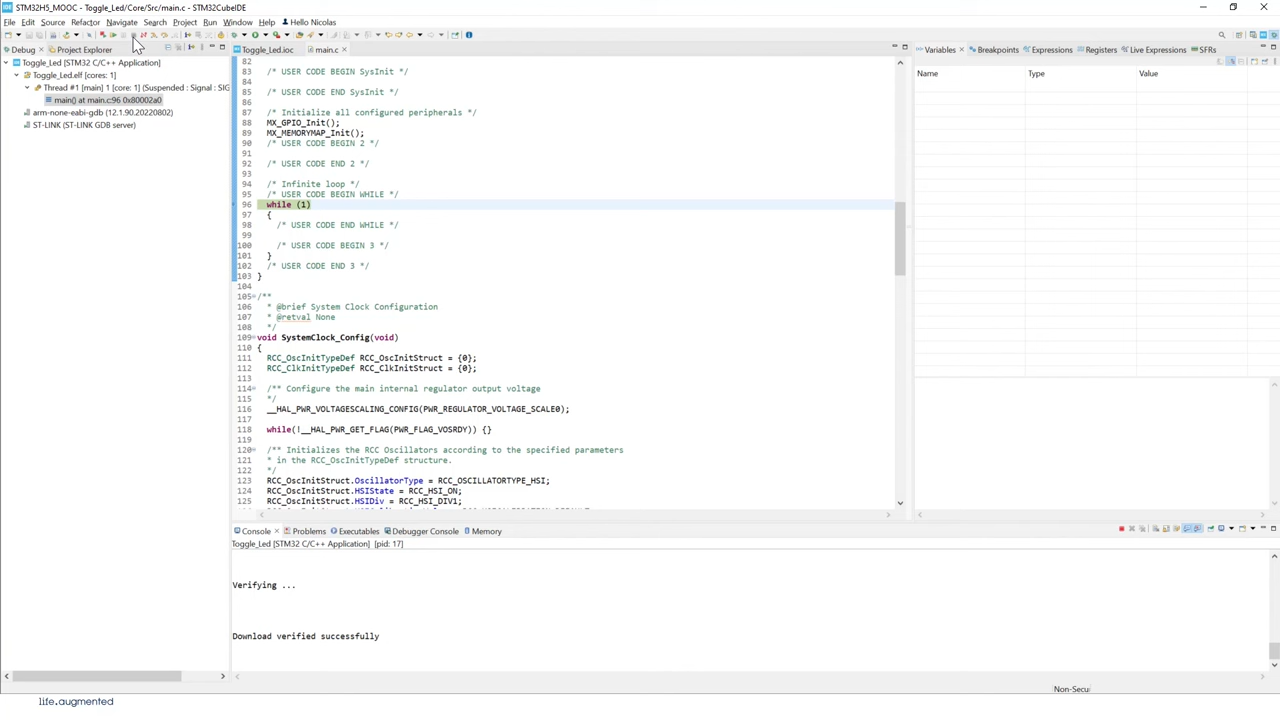 STM32H5_MOOC - Toggle_Led/Core/Src/main.c - STM32CubeIDE
File Edit Source Refactor Navigate Search Project Run Window Help Hello Nicolas
Debug Project Explorer
Toggle_Led [STM32 C/C++ Application]
Toggle_Led.elf [cores: 1]
Thread #1 [main] 1 [core: 1] (Suspended : Signal : SIG
main() at main.c:96 0x80002a0
arm-none-eabi-gdb (12.1.90.20220802)
ST-LINK (ST-LINK GDB server)
Toggle_Led.ioc main.c
82
83 /* USER CODE BEGIN SysInit */
84
85 /* USER CODE END SysInit */
86
87 /* Initialize all configured peripherals */
88 MX_GPIO_Init();
89 MX_MEMORYMAP_Init();
90 /* USER CODE BEGIN 2 */
91
92 /* USER CODE END 2 */
93
94 /* Infinite loop */
95 /* USER CODE BEGIN WHILE */
96 while (1)
97 {
98 /* USER CODE END WHILE */
99
100 /* USER CODE BEGIN 3 */
101 }
102 /* USER CODE END 3 */
103 }
104
105 /**
106 * @brief System Clock Configuration
107 * @retval None
108 */
109 void SystemClock_Config(void)
110 {
111 RCC_OscInitTypeDef RCC_OscInitStruct = {0};
112 RCC_ClkInitTypeDef RCC_ClkInitStruct = {0};
113
114 /** Configure the main internal regulator output voltage
115 */
116 __HAL_PWR_VOLTAGESCALING_CONFIG(PWR_REGULATOR_VOLTAGE_SCALE0);
117
118 while(!__HAL_PWR_GET_FLAG(PWR_FLAG_VOSRDY)) {}
119
120 /** Initializes the RCC Oscillators according to the specified parameters
121 * in the RCC_OscInitTypeDef structure.
122 */
123 RCC_OscInitStruct.OscillatorType = RCC_OSCILLATORTYPE_HSI;
124 RCC_OscInitStruct.HSIState = RCC_HSI_ON;
125 RCC_OscInitStruct.HSIDiv = RCC_HSI_DIV1;
Variables Breakpoints Expressions Registers Live Expressions SFRs
Name Type Value
Console Problems Executables Debugger Console Memory
Toggle_Led [STM32 C/C++ Application] [pid: 17]
Verifying ...
Download verified successfully
Non-Secu
life.augmented